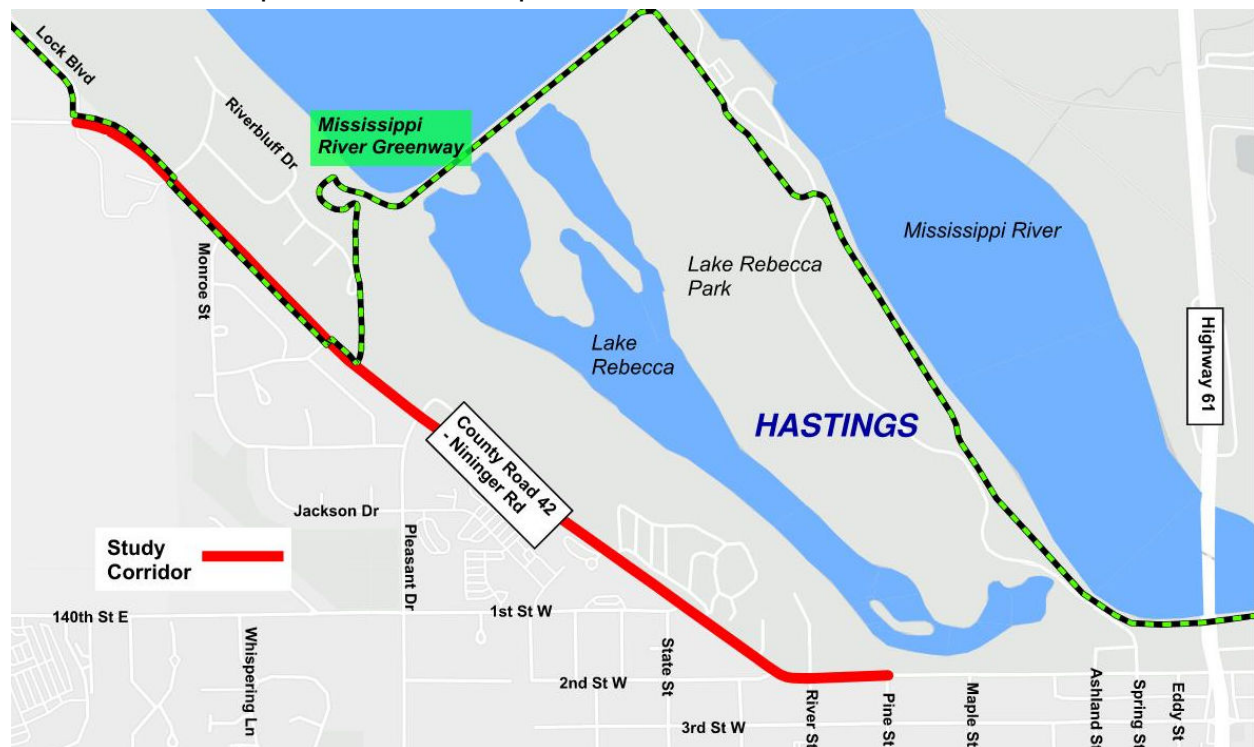 Lock Blvd
Riverbluff Dr
Mississippi
River Greenway
Mississippi River
Monroe St
Lake Rebecca
Park
Lake
Rebecca
Highway 61
HASTINGS
County Road 42
- Nininger Rd
Jackson Dr
Pleasant Dr
Study
Corridor
140th St E
1st St W
Whispering Ln
State St
2nd St W
3rd St W
River St
Pine St
Maple St
Ashland St
Spring St
Eddy St